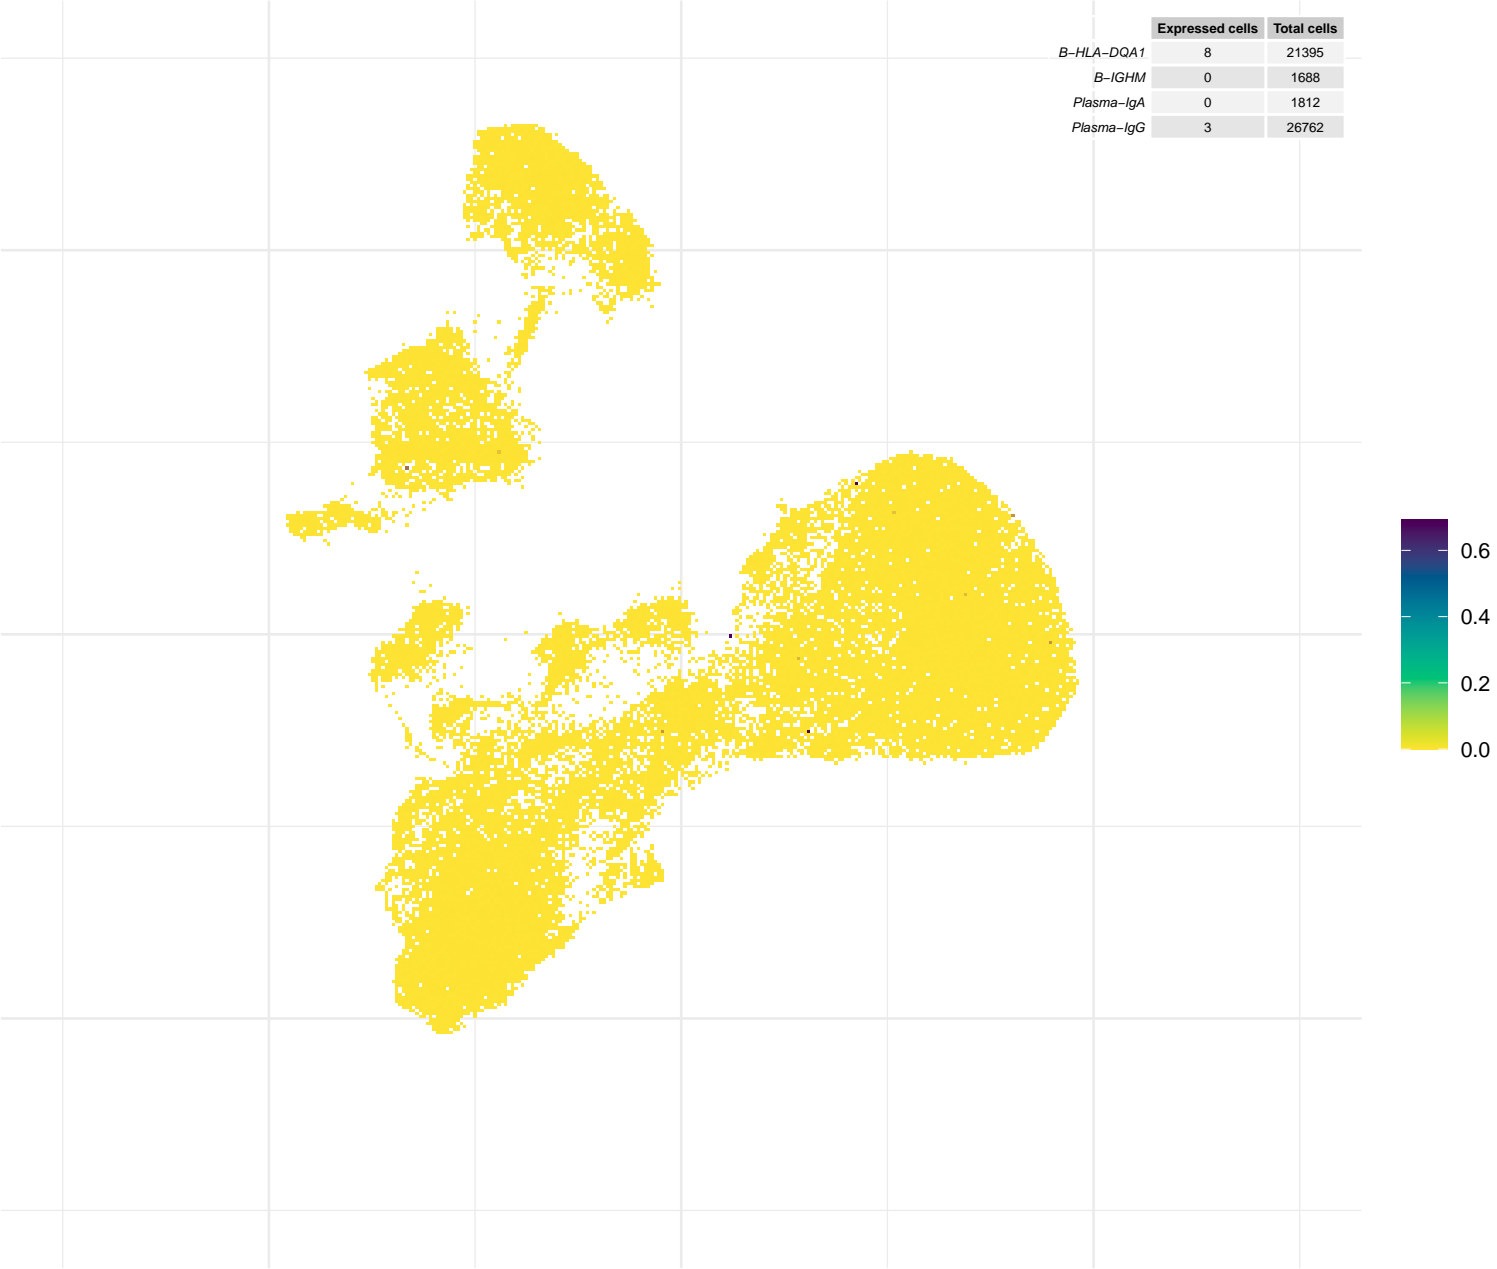 Expressed cells Total cells
B−HLA−DQA1 8 21395
B−IGHM 0 1688
Plasma−IgA 0 1812
Plasma−IgG 3 26762
0.6
0.4
0.2
0.0